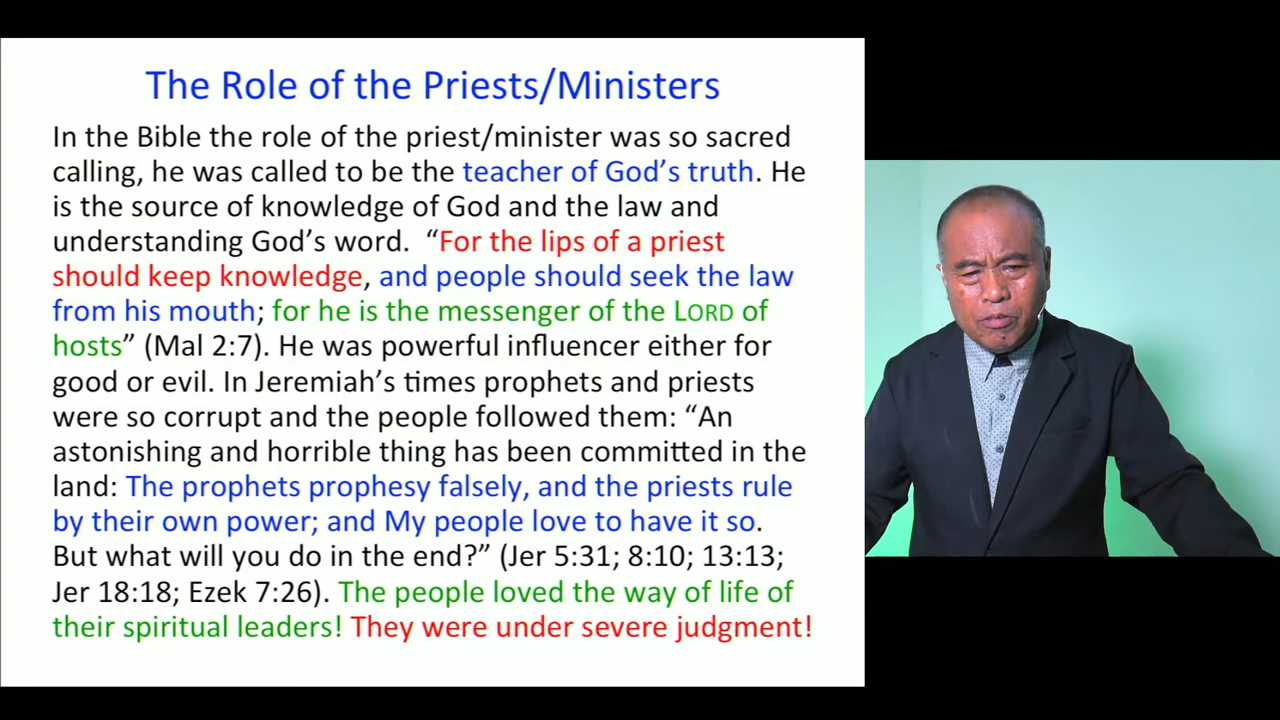 The Role of the Priests/Ministers
In the Bible the role of the priest/minister was so sacred
calling, he was called to be the teacher of God’s truth. He
is the source of knowledge of God and the law and
understanding God’s word.  “For the lips of a priest
should keep knowledge, and people should seek the law
from his mouth; for he is the messenger of the LORD of
hosts” (Mal 2:7). He was powerful influencer either for
good or evil. In Jeremiah’s times prophets and priests
were so corrupt and the people followed them: “An
astonishing and horrible thing has been committed in the
land: The prophets prophesy falsely, and the priests rule
by their own power; and My people love to have it so.
But what will you do in the end?” (Jer 5:31; 8:10; 13:13;
Jer 18:18; Ezek 7:26). The people loved the way of life of
their spiritual leaders! They were under severe judgment!